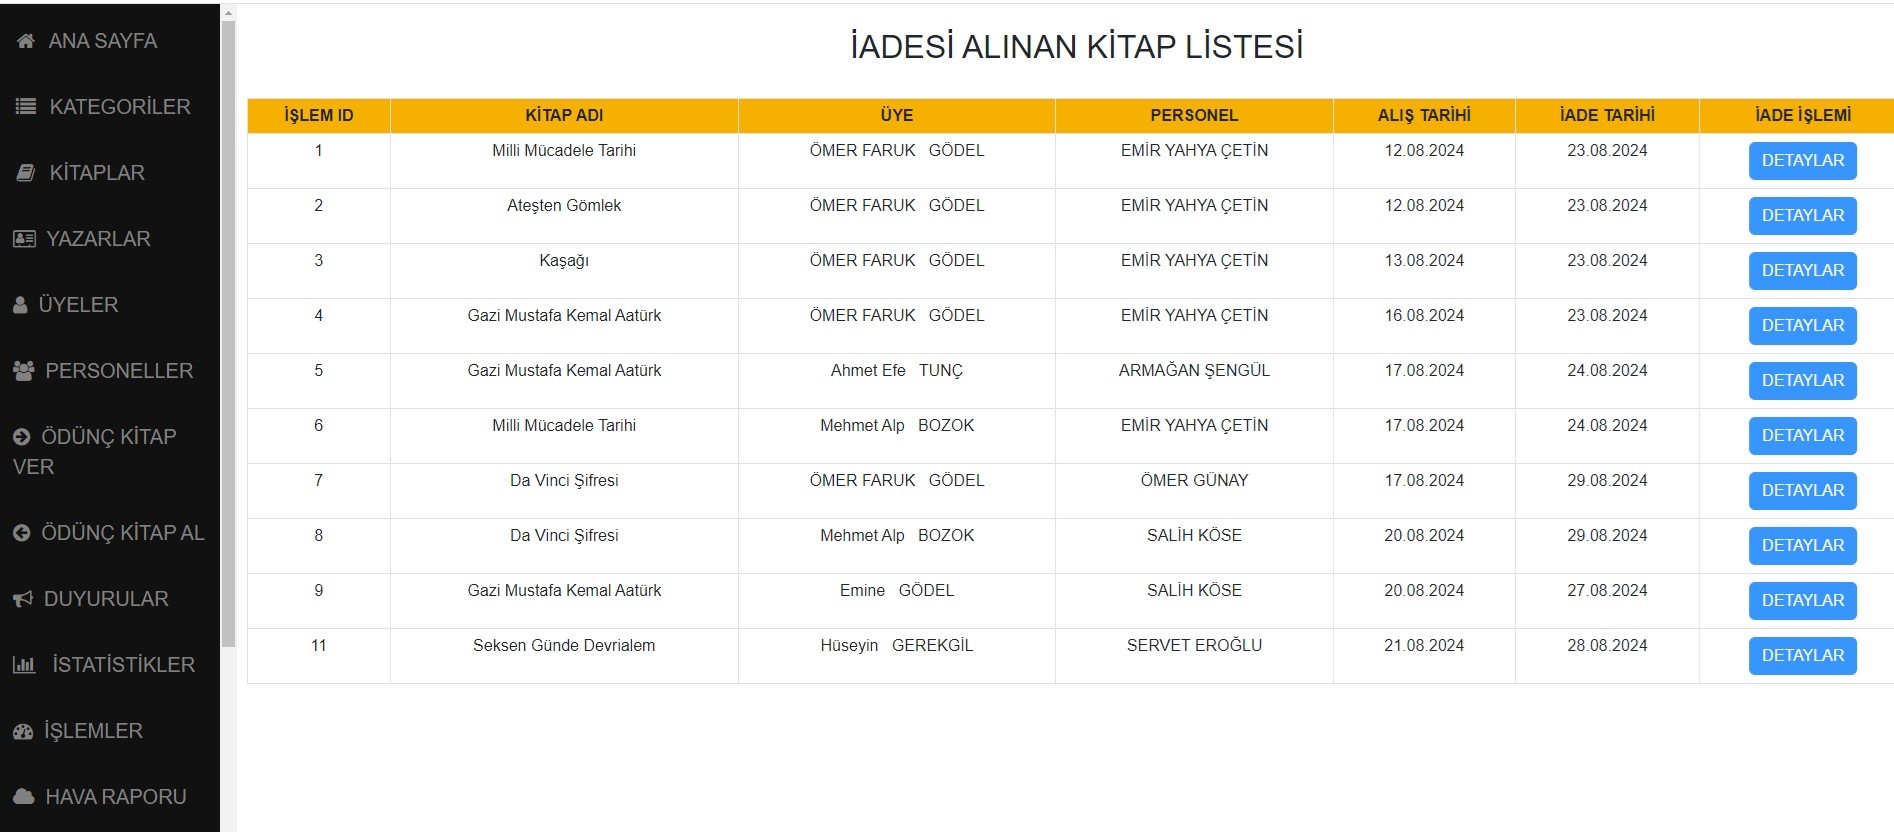 ANA SAYFA
KATEGORİLER
KİTAPLAR
YAZARLAR
ÜYELER
PERSONELLER
ÖDÜNÇ KİTAP
VER
ÖDÜNÇ KİTAP AL
DUYURULAR
İSTATİSTİKLER
İŞLEMLER
HAVA RAPORU
İADESİ ALINAN KİTAP LİSTESİ
İŞLEM ID KİTAP ADI ÜYE PERSONEL ALIŞ TARİHİ İADE TARİHİ İADE İŞLEMİ
1 Milli Mücadele Tarihi ÖMER FARUK GÖDEL EMİR YAHYA ÇETİN 12.08.2024 23.08.2024 DETAYLAR
2 Ateşten Gömlek ÖMER FARUK GÖDEL EMİR YAHYA ÇETİN 12.08.2024 23.08.2024 DETAYLAR
3 Kaşağı ÖMER FARUK GÖDEL EMİR YAHYA ÇETİN 13.08.2024 23.08.2024 DETAYLAR
4 Gazi Mustafa Kemal Aatürk ÖMER FARUK GÖDEL EMİR YAHYA ÇETİN 16.08.2024 23.08.2024 DETAYLAR
5 Gazi Mustafa Kemal Aatürk Ahmet Efe TUNÇ ARMAĞAN ŞENGÜL 17.08.2024 24.08.2024 DETAYLAR
6 Milli Mücadele Tarihi Mehmet Alp BOZOK EMİR YAHYA ÇETİN 17.08.2024 24.08.2024 DETAYLAR
7 Da Vinci Şifresi ÖMER FARUK GÖDEL ÖMER GÜNAY 17.08.2024 29.08.2024 DETAYLAR
8 Da Vinci Şifresi Mehmet Alp BOZOK SALİH KÖSE 20.08.2024 29.08.2024 DETAYLAR
9 Gazi Mustafa Kemal Aatürk Emine GÖDEL SALİH KÖSE 20.08.2024 27.08.2024 DETAYLAR
11 Seksen Günde Devrialem Hüseyin GEREKGİL SERVET EROĞLU 21.08.2024 28.08.2024 DETAYLAR